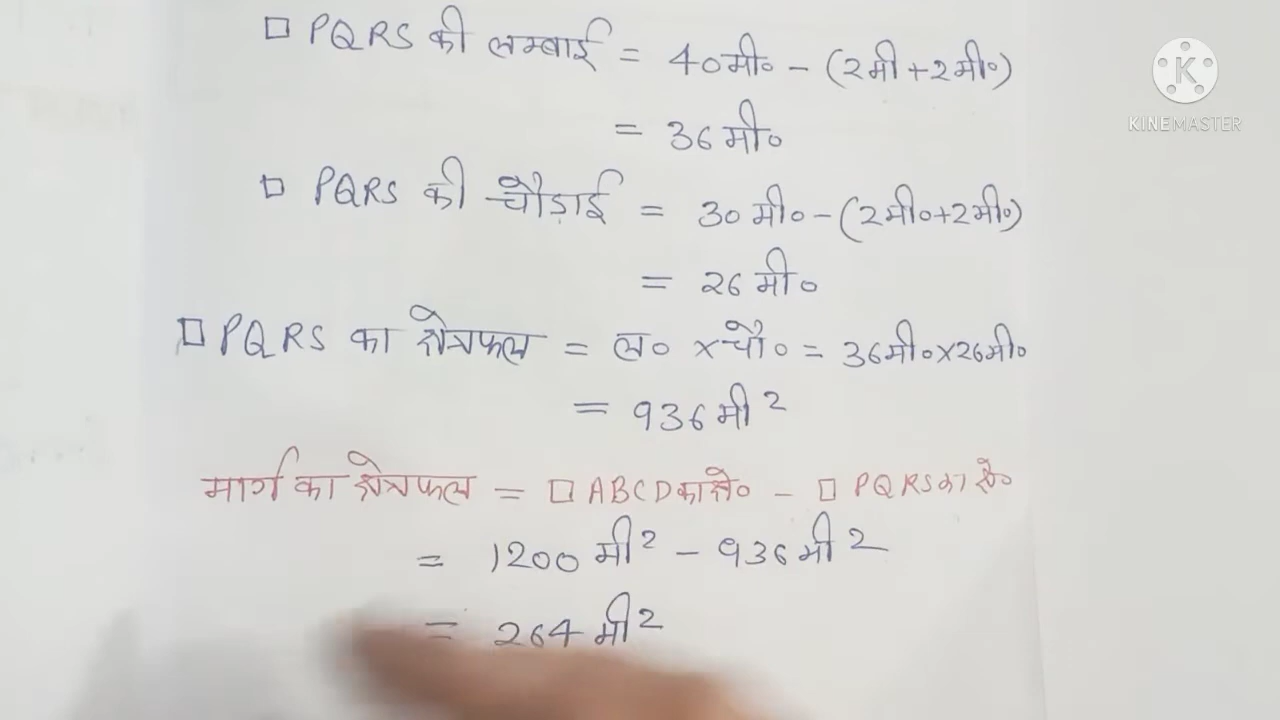 □ PQRS की लम्बाई = 40मी० - (2मी+2मी०)
= 36 मी०
□ PQRS की चौड़ाई = 30 मी० - (2मी०+2मी०)
= 26 मी०
□ PQRS का क्षेत्रफल = ल० × चौ० = 36मी०×26मी०
= 936 मी²
मार्ग का क्षेत्रफल = □ ABCD का क्षे० - □ PQRS का क्षे०
= 1200 मी² - 936 मी²
= 264 मी²
K
KINEMASTER